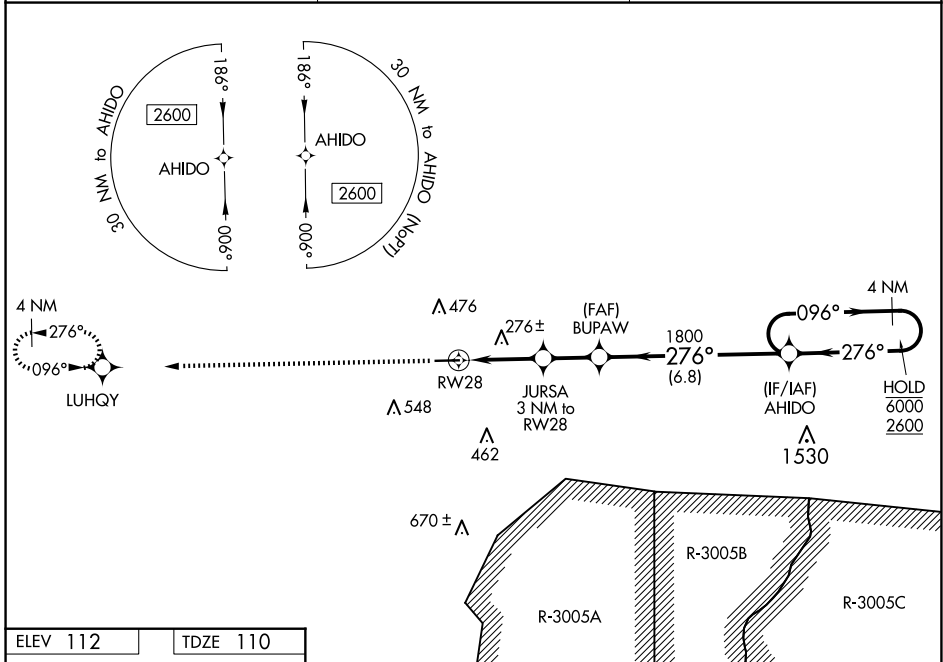 30 NM to AHIDO
186°
2600
AHIDO
006°
186°
30 NM to AHIDO (NoPT)
AHIDO
2600
006°
4 NM
276°
096°
LUHQY
476
276 ±
(FAF)
BUPAW
1800
276°
(6.8)
096°
4 NM
276°
RW28
JURSA
3 NM to
RW28
(IF/IAF)
AHIDO
HOLD
6000
2600
548
462
1530
670 ±
R-3005B
R-3005A
R-3005C
ELEV 112
TDZE 110